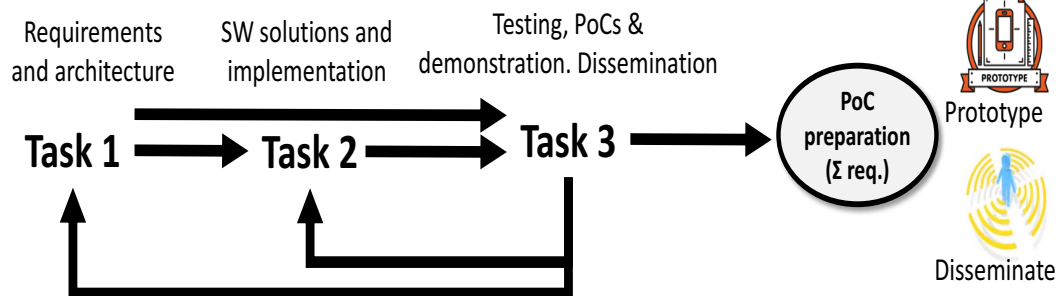 Requirements
and architecture
SW solutions and
implementation
Testing, PoCs &
demonstration. Dissemination
Task 1
Task 2
Task 3
PoC
preparation
(Σ req.)
PROTOTYPE
Prototype
Disseminate